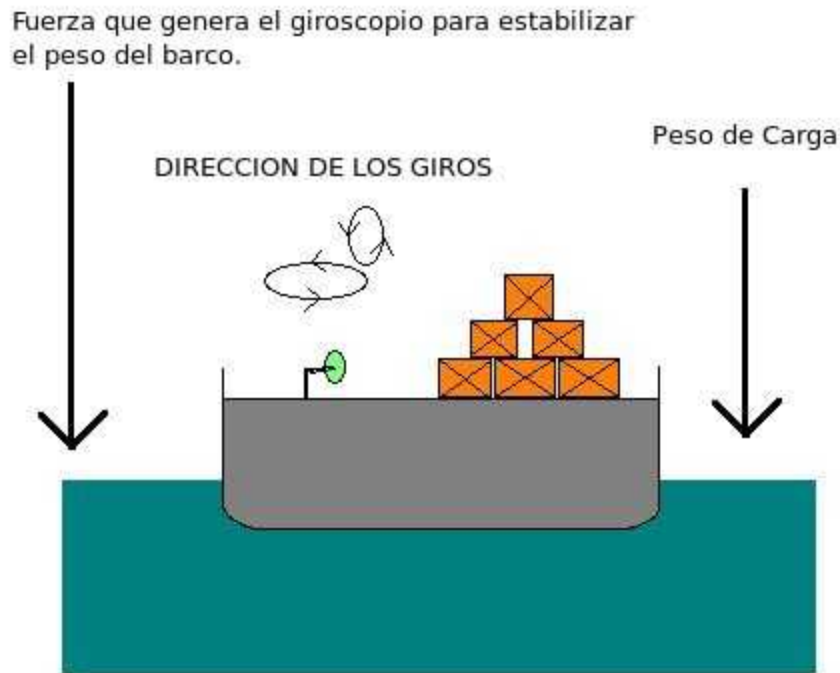 Fuerza que genera el giroscopio para estabilizar
el peso del barco.
Peso de Carga
DIRECCION DE LOS GIROS